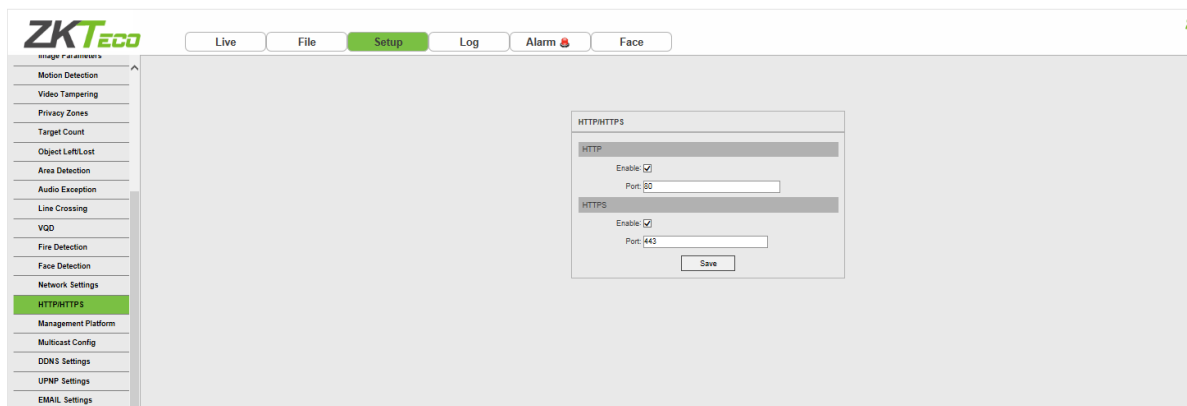 ZKTeco
Live File Setup Log Alarm Face
Image Parameters
Motion Detection
Video Tampering
Privacy Zones
Target Count
Object Left/Lost
Area Detection
Audio Exception
Line Crossing
VQD
Fire Detection
Face Detection
Network Settings
HTTP/HTTPS
Management Platform
Multicast Config
DDNS Settings
UPNP Settings
EMAIL Settings
HTTP/HTTPS
HTTP
Enable:
Port: 80
HTTPS
Enable:
Port: 443
Save